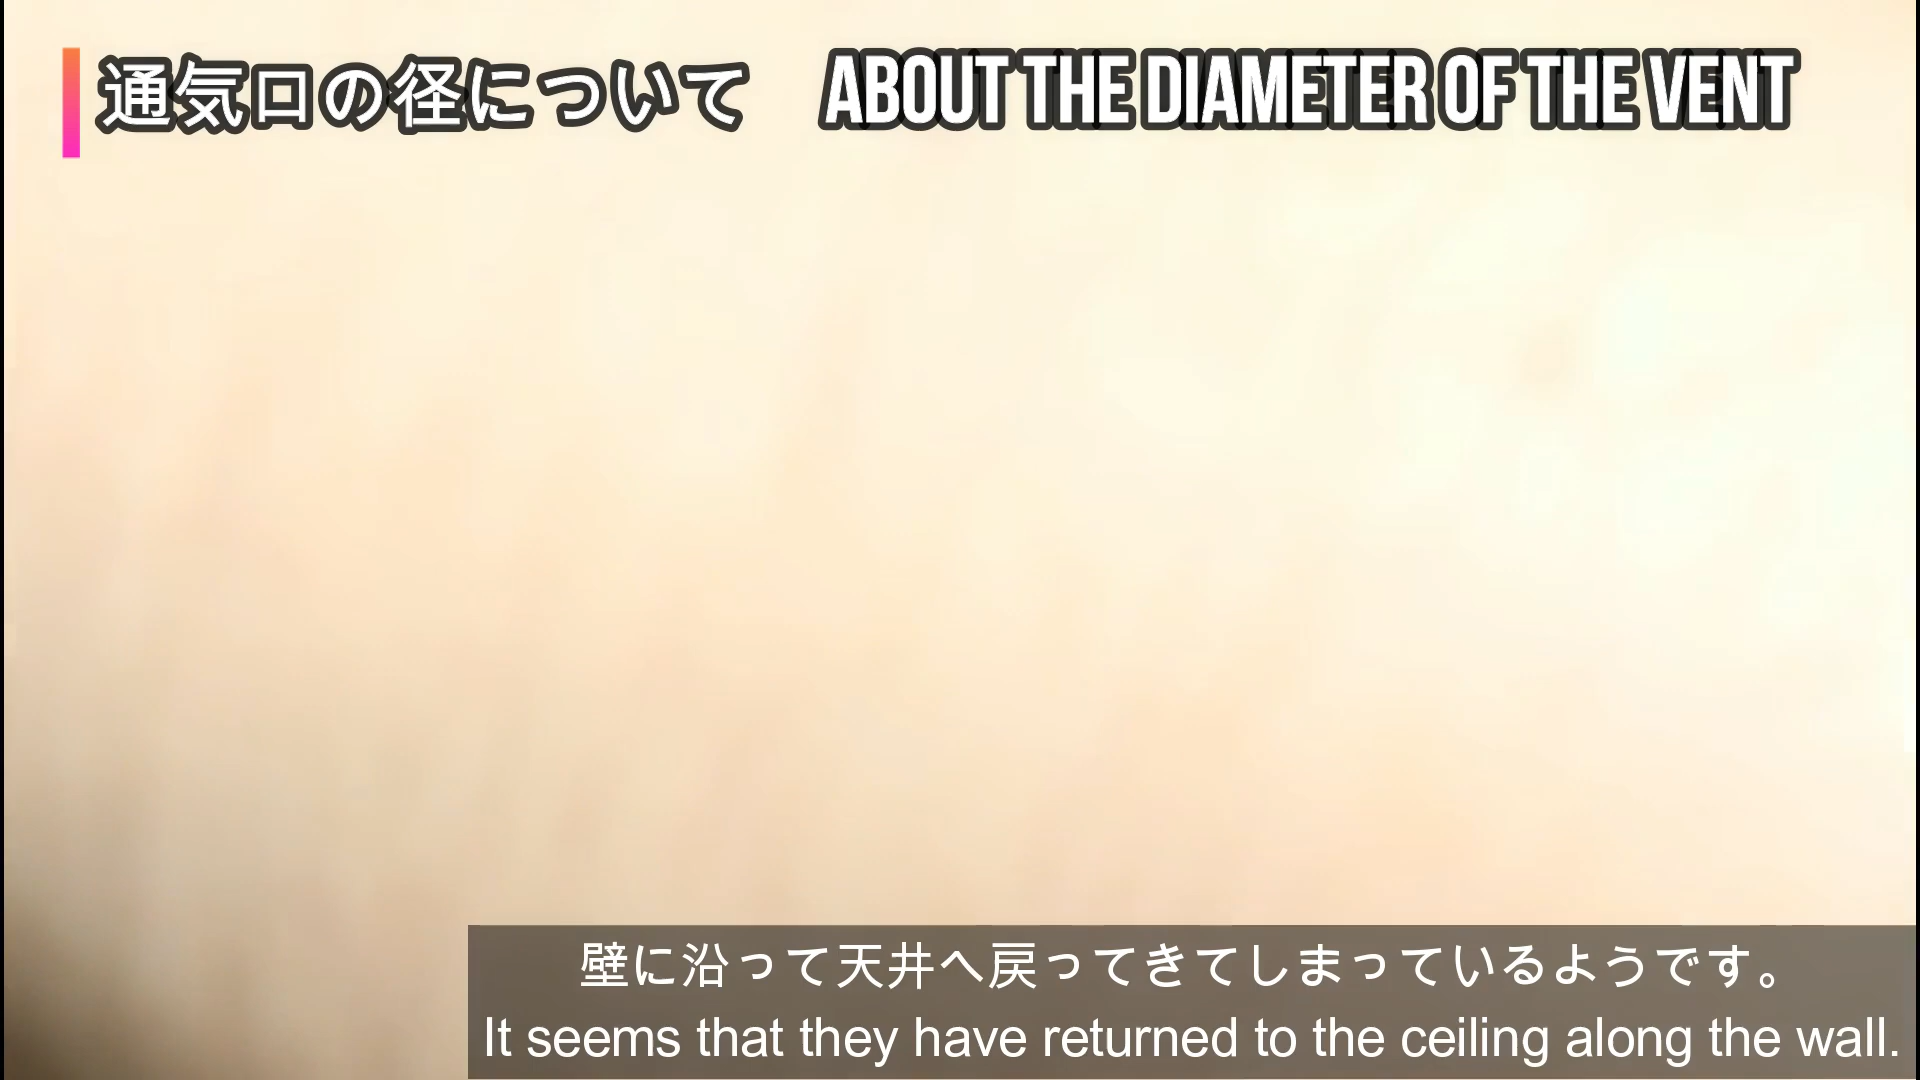 通気口の径について ABOUT THE DIAMETER OF THE VENT
壁に沿って天井へ戻ってきてしまっているようです。
It seems that they have returned to the ceiling along the wall.